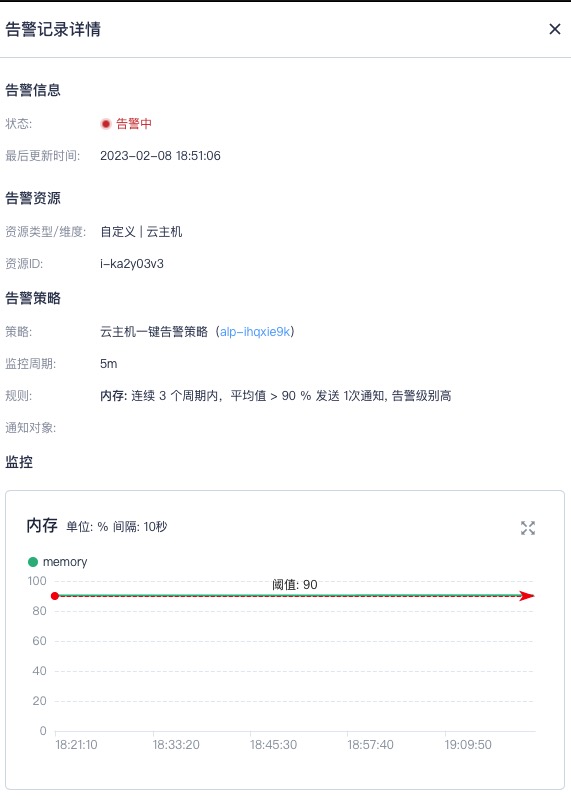 告警记录详情
告警信息
状态: 告警中
最后更新时间: 2023-02-08 18:51:06
告警资源
资源类型/维度: 自定义 | 云主机
资源ID: i-ka2y03v3
告警策略
策略: 云主机一键告警策略（alp-ihqxie9k）
监控周期: 5m
规则: 内存: 连续 3 个周期内，平均值 > 90 % 发送 1次通知, 告警级别高
通知对象:
监控
内存 单位: % 间隔: 10秒
memory
阈值: 90
100
80
60
40
20
0
18:21:10 18:33:20 18:45:30 18:57:40 19:09:50